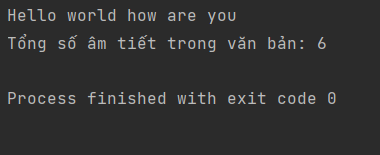 Hello world how are you
Tổng số âm tiết trong văn bản: 6
Process finished with exit code 0